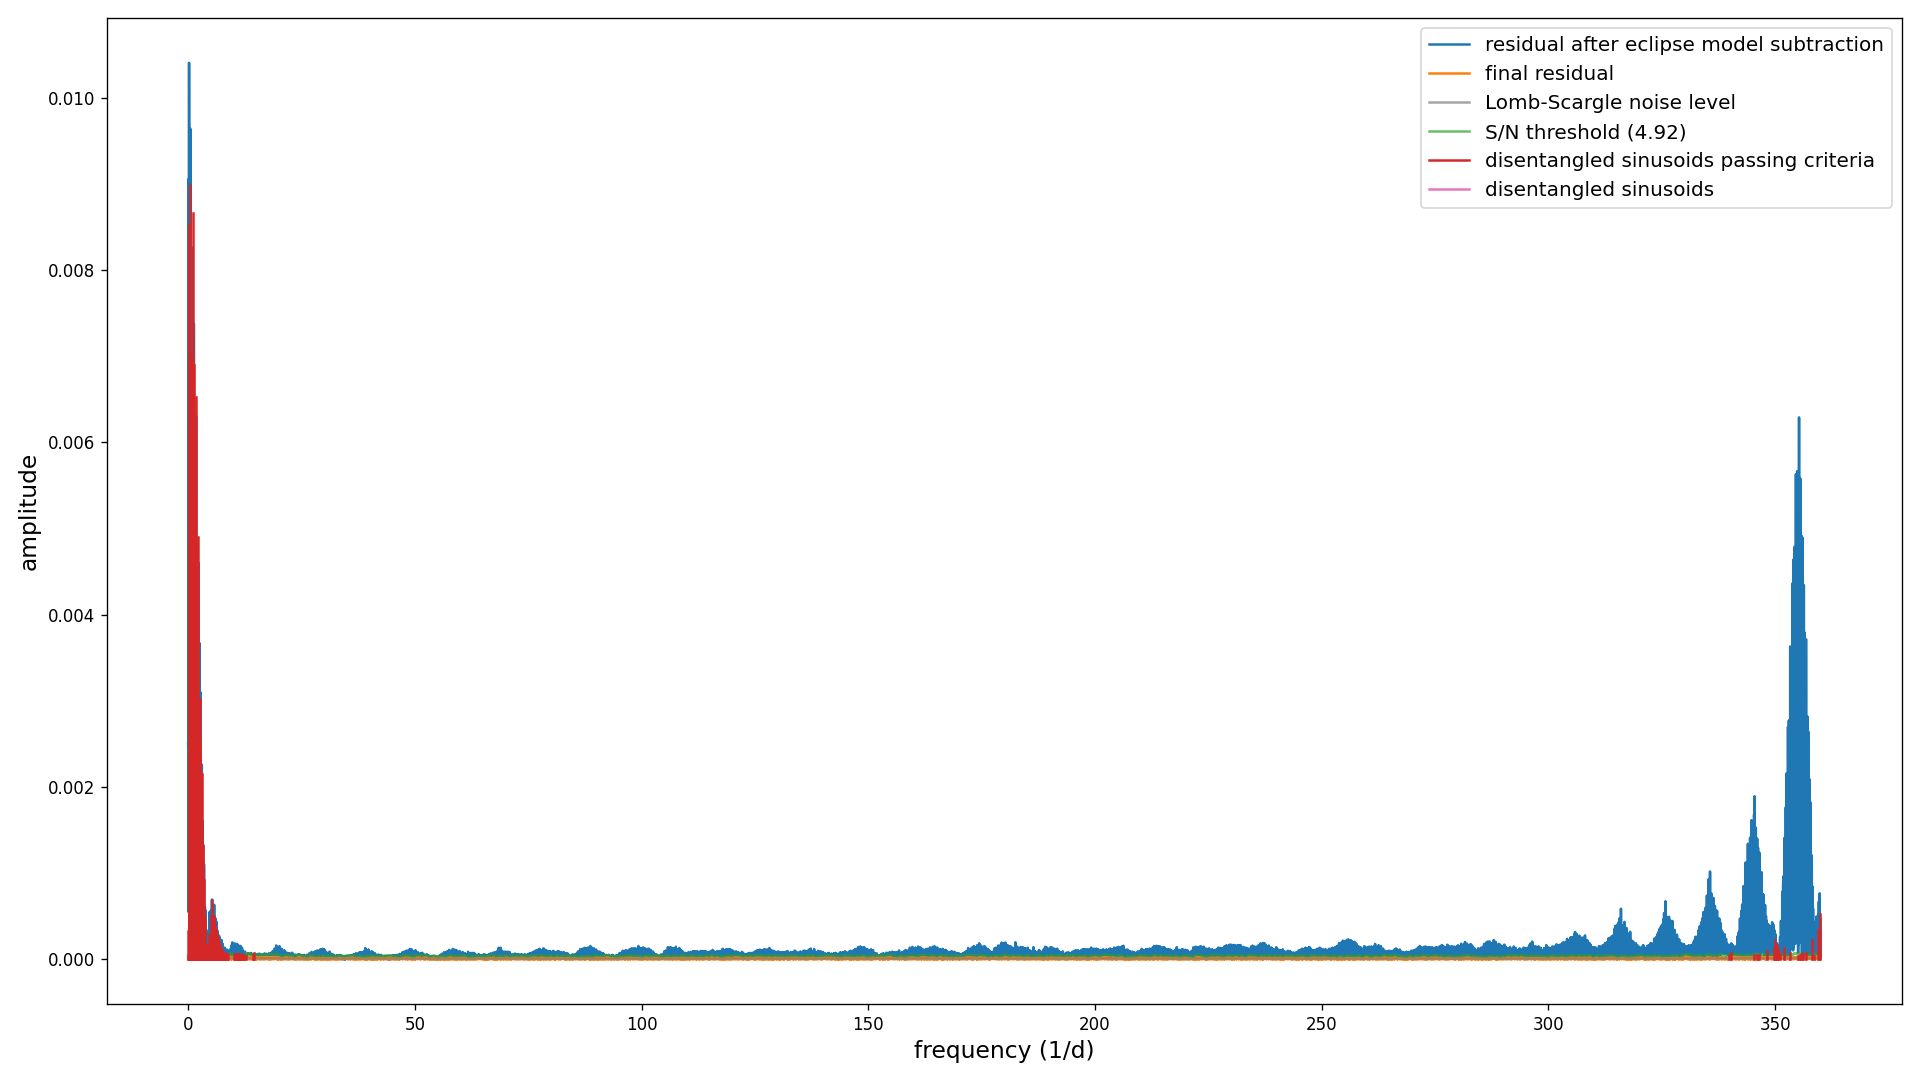 residual after eclipse model subtraction
final residual
Lomb-Scargle noise level
S/N threshold (4.92)
disentangled sinusoids passing criteria
disentangled sinusoids
amplitude
0.010
0.008
0.006
0.004
0.002
0.000
0 50 100 150 200 250 300 350
frequency (1/d)